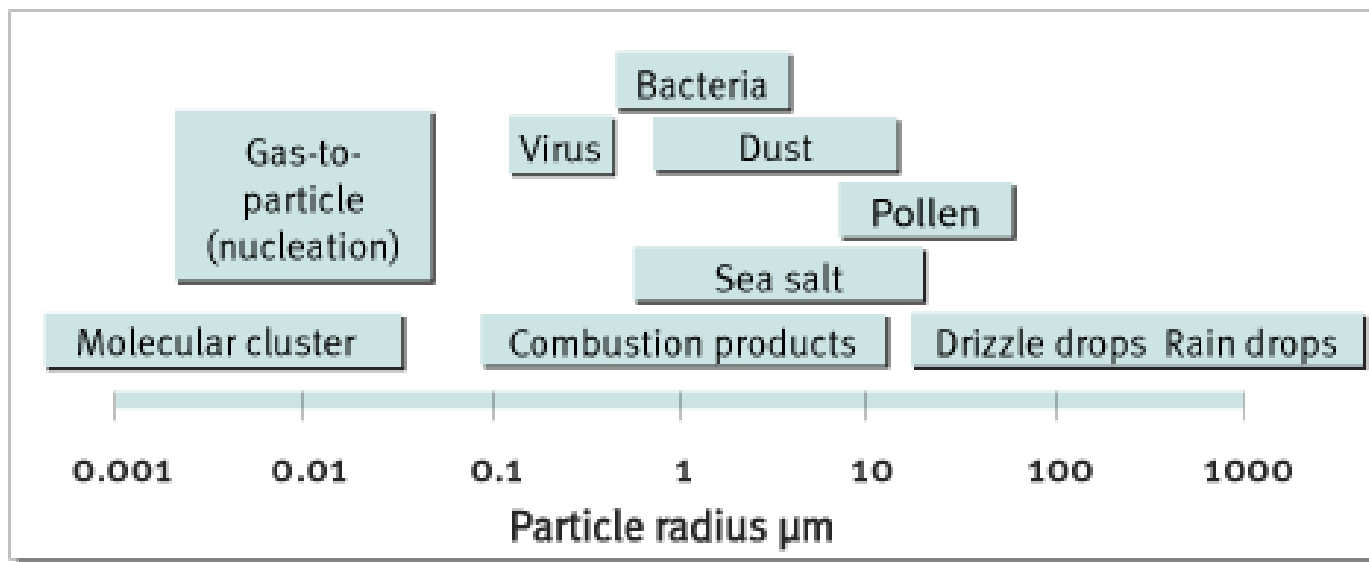 Bacteria
Virus
Dust
Gas-to-
particle
(nucleation)
Pollen
Sea salt
Molecular cluster
Combustion products
Drizzle drops Rain drops
0.001 0.01 0.1 1 10 100 1000
Particle radius µm